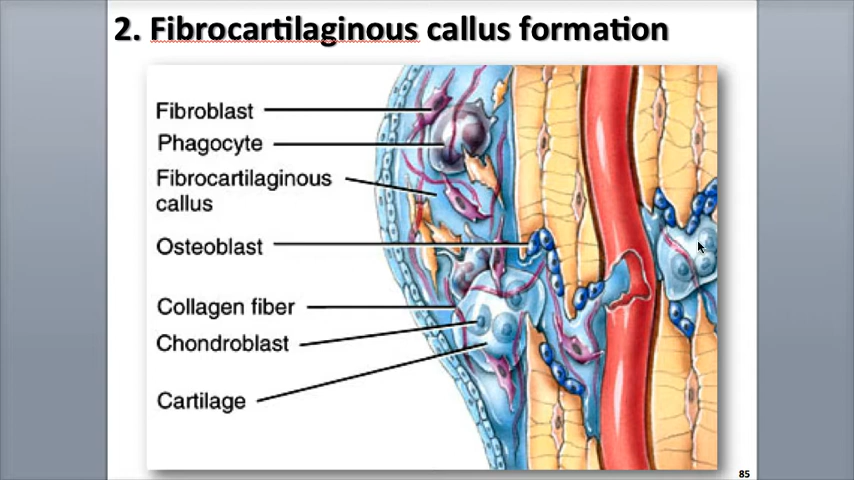 2. Fibrocartilaginous callus formation
Fibroblast
Phagocyte
Fibrocartilaginous
callus
Osteoblast
Collagen fiber
Chondroblast
Cartilage
85